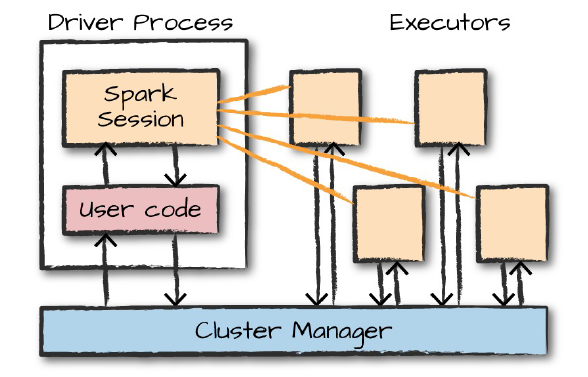 Driver Process
Executors
Spark
Session
User code
Cluster Manager